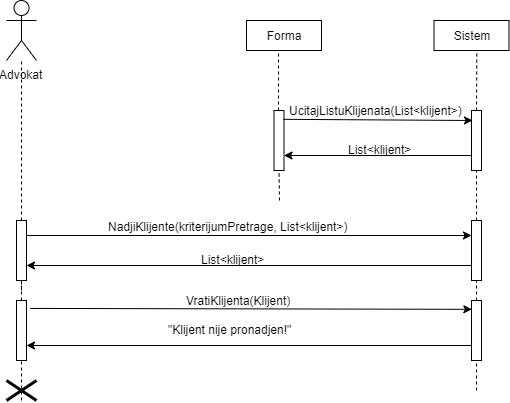 Forma
Sistem
Advokat
UcitajListuKlijenata(List<klijent>)
List<klijent>
NadjiKlijente(kriterijumPretrage, List<klijent>)
List<klijent>
VratiKlijenta(Klijent)
"Klijent nije pronadjen!"